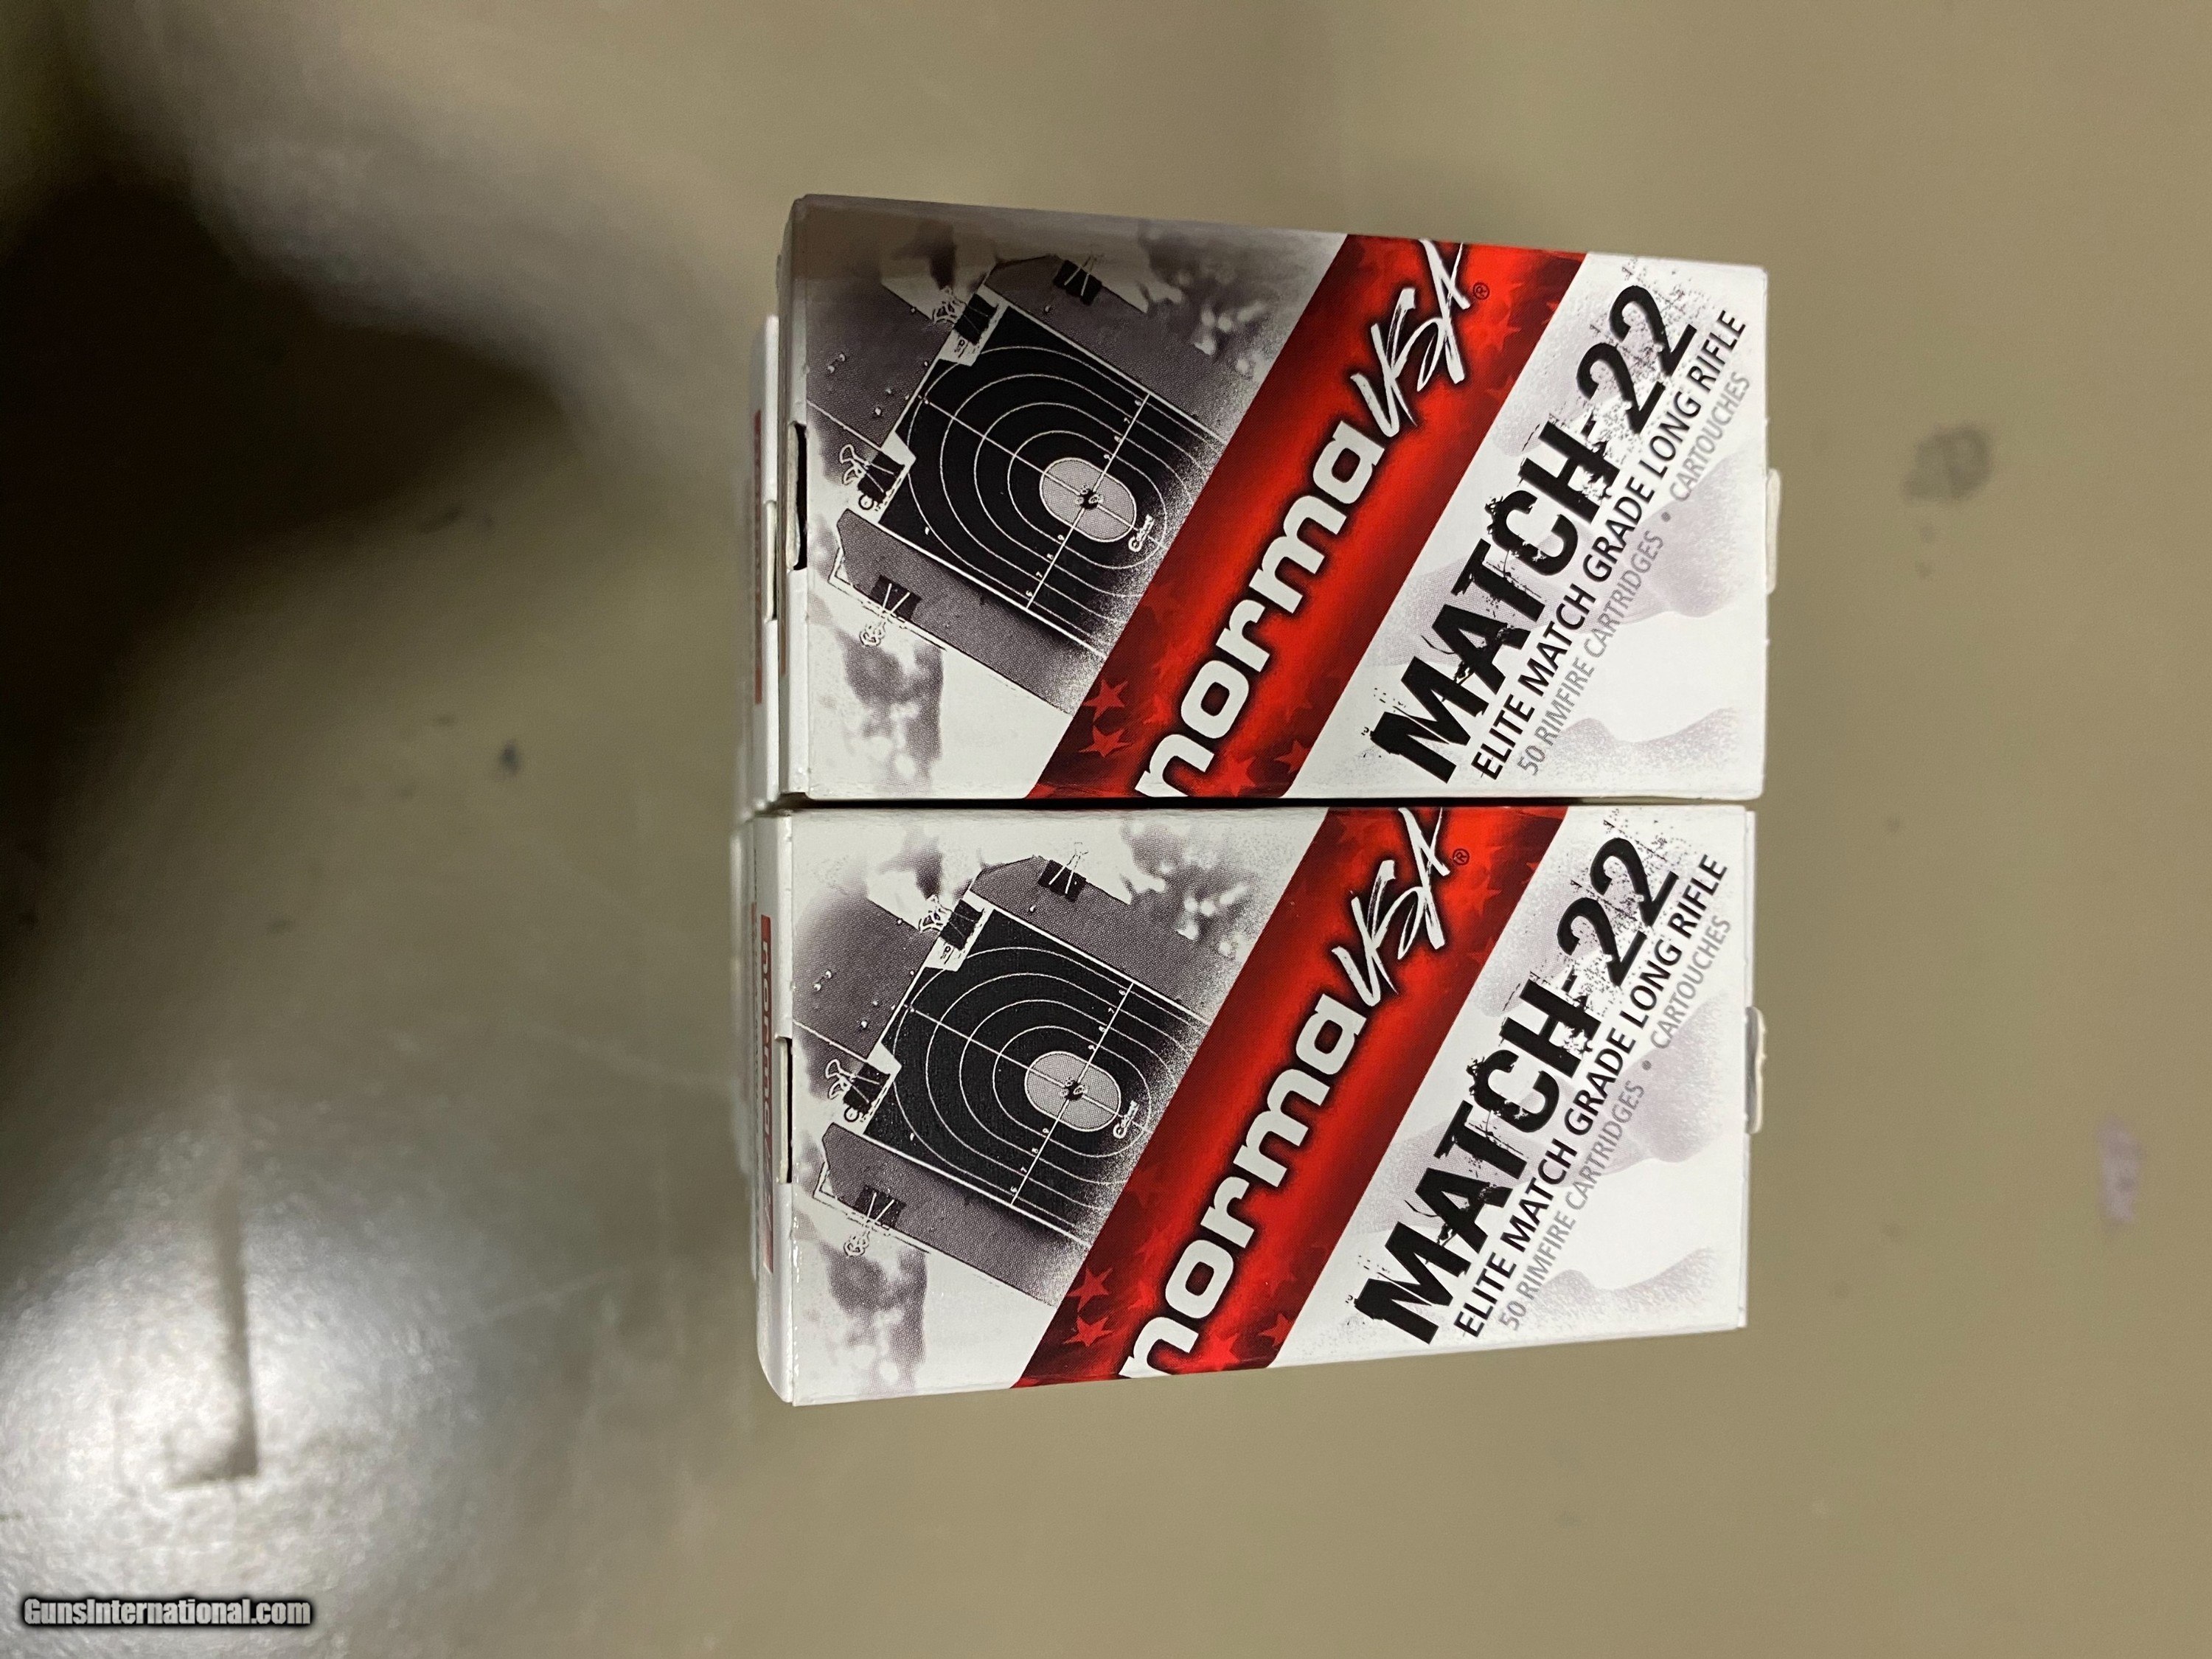 norma USA®
MATCH-22
ELITE MATCH GRADE LONG RIFLE
50 RIMFIRE CARTRIDGES • CARTOUCHES
norma USA®
MATCH-22
ELITE MATCH GRADE LONG RIFLE
50 RIMFIRE CARTRIDGES • CARTOUCHES
norma
GunsInternational.com